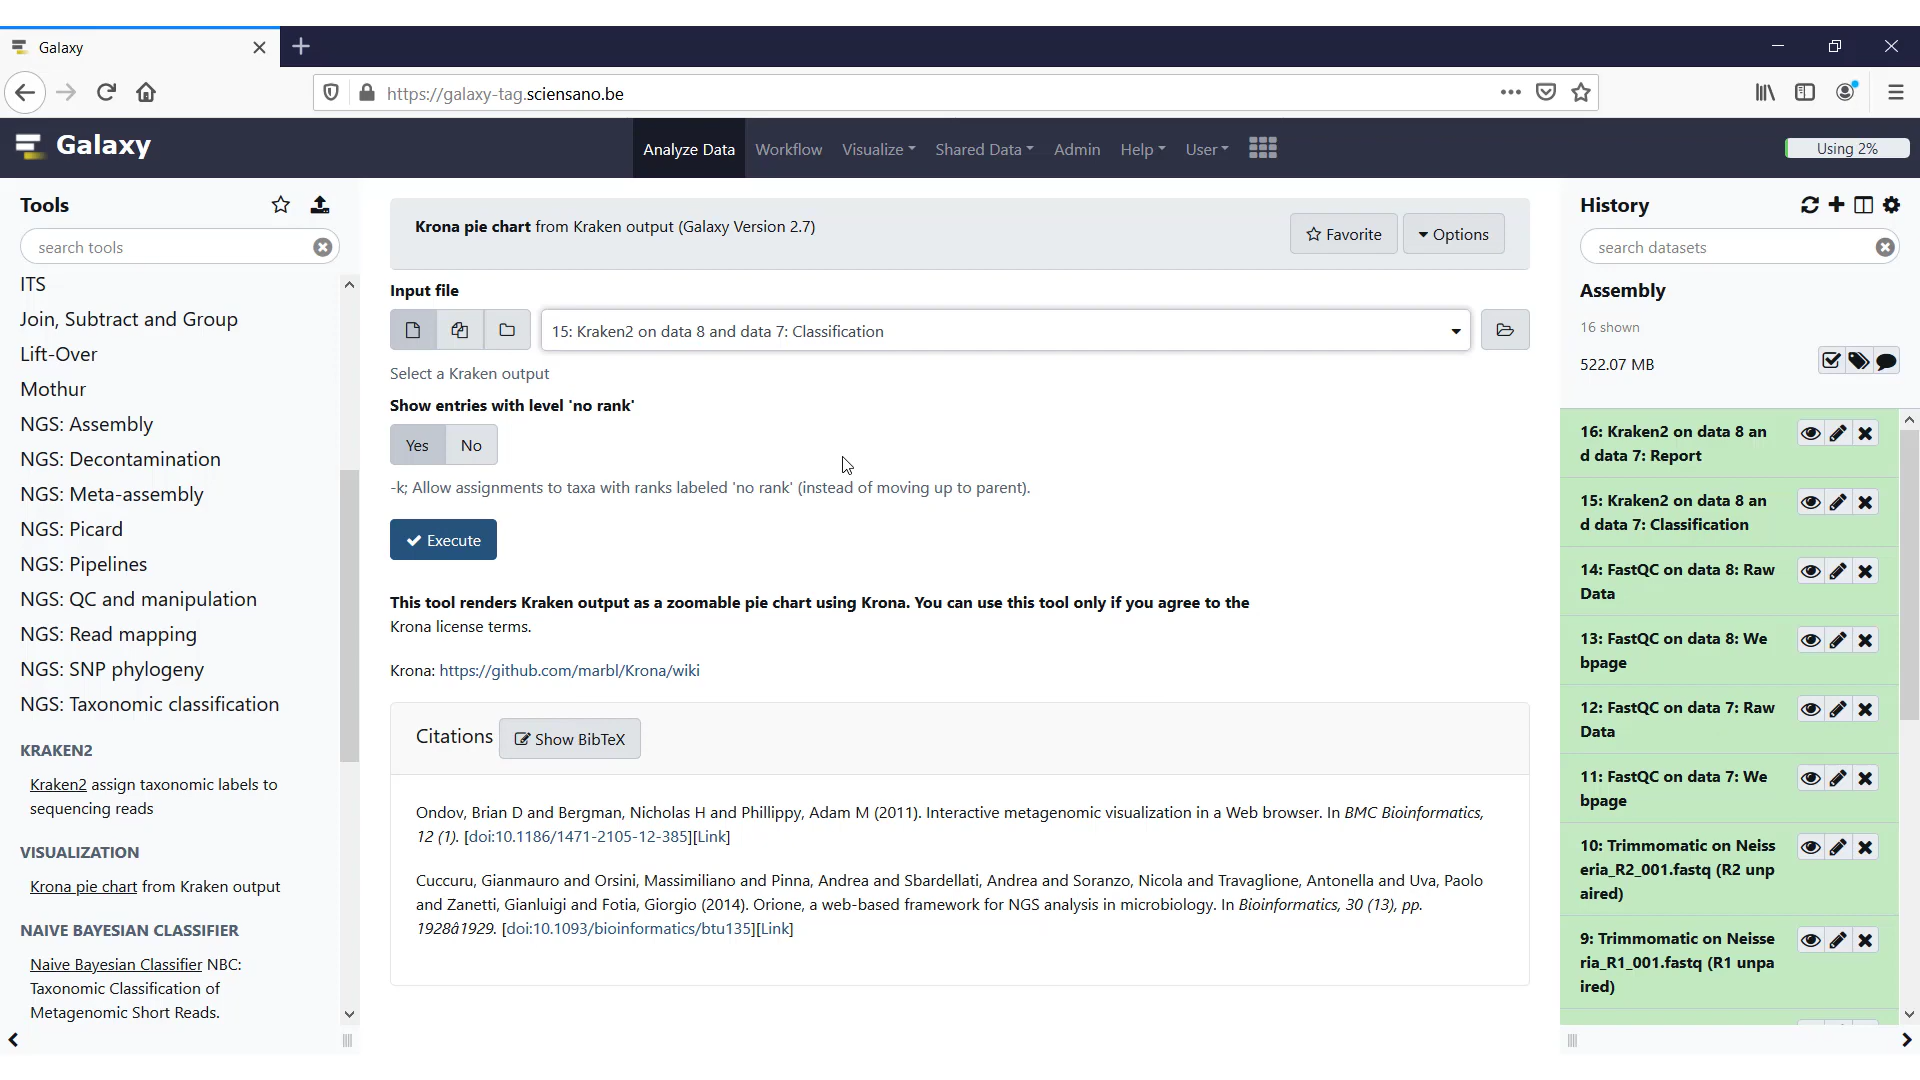 Galaxy
https://galaxy-tag.sciensano.be
Galaxy
Analyze Data
Workflow
Visualize
Shared Data
Admin
Help
User
Using 2%
Tools
search tools
ITS
Join, Subtract and Group
Lift-Over
Mothur
NGS: Assembly
NGS: Decontamination
NGS: Meta-assembly
NGS: Picard
NGS: Pipelines
NGS: QC and manipulation
NGS: Read mapping
NGS: SNP phylogeny
NGS: Taxonomic classification
KRAKEN2
Kraken2 assign taxonomic labels to
sequencing reads
VISUALIZATION
Krona pie chart from Kraken output
NAIVE BAYESIAN CLASSIFIER
Naive Bayesian Classifier NBC:
Taxonomic Classification of
Metagenomic Short Reads.
Krona pie chart from Kraken output (Galaxy Version 2.7)
Favorite
Options
Input file
15: Kraken2 on data 8 and data 7: Classification
Select a Kraken output
Show entries with level 'no rank'
Yes
No
-k; Allow assignments to taxa with ranks labeled 'no rank' (instead of moving up to parent).
Execute
This tool renders Kraken output as a zoomable pie chart using Krona. You can use this tool only if you agree to the
Krona license terms.
Krona: https://github.com/marbl/Krona/wiki
Citations
Show BibTeX
Ondov, Brian D and Bergman, Nicholas H and Phillippy, Adam M (2011). Interactive metagenomic visualization in a Web browser. In BMC Bioinformatics,
12 (1). [doi:10.1186/1471-2105-12-385][Link]
Cuccuru, Gianmauro and Orsini, Massimiliano and Pinna, Andrea and Sbardellati, Andrea and Soranzo, Nicola and Travaglione, Antonella and Uva, Paolo
and Zanetti, Gianluigi and Fotia, Giorgio (2014). Orione, a web-based framework for NGS analysis in microbiology. In Bioinformatics, 30 (13), pp.
1928â1929. [doi:10.1093/bioinformatics/btu135][Link]
History
search datasets
Assembly
16 shown
522.07 MB
16: Kraken2 on data 8 an
d data 7: Report
15: Kraken2 on data 8 an
d data 7: Classification
14: FastQC on data 8: Raw
Data
13: FastQC on data 8: We
bpage
12: FastQC on data 7: Raw
Data
11: FastQC on data 7: We
bpage
10: Trimmomatic on Neiss
eria_R2_001.fastq (R2 unp
aired)
9: Trimmomatic on Neisse
ria_R1_001.fastq (R1 unpa
ired)